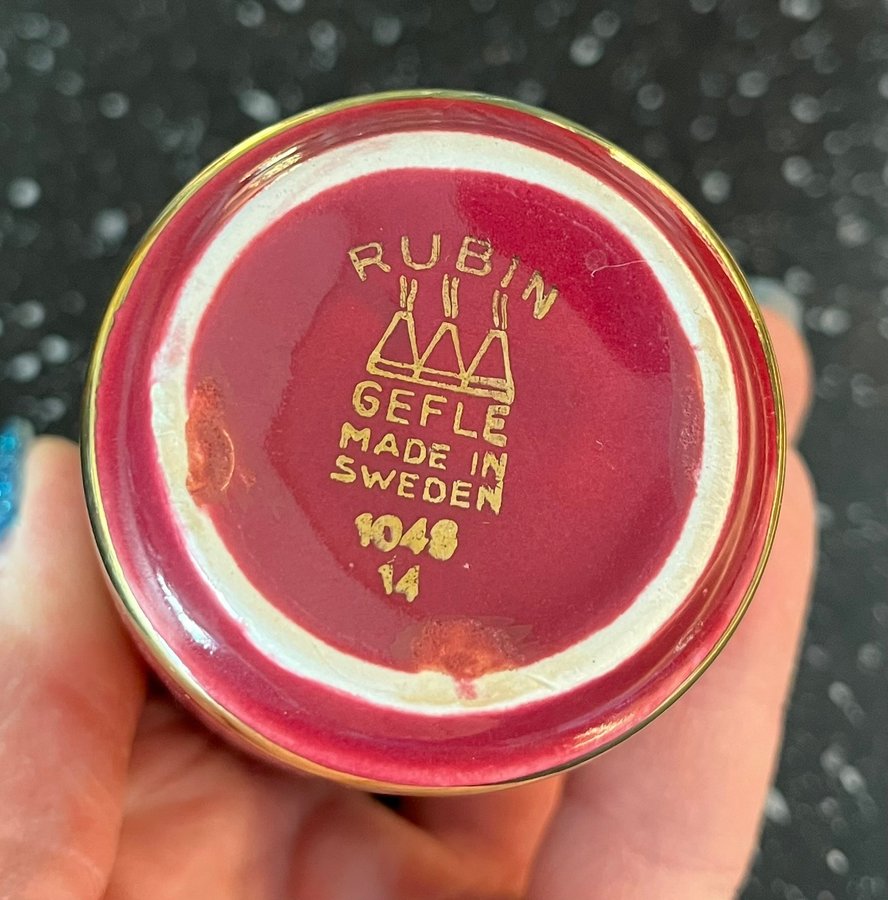 RUBIN
GEFLE
MADE IN
SWEDEN
1048
14